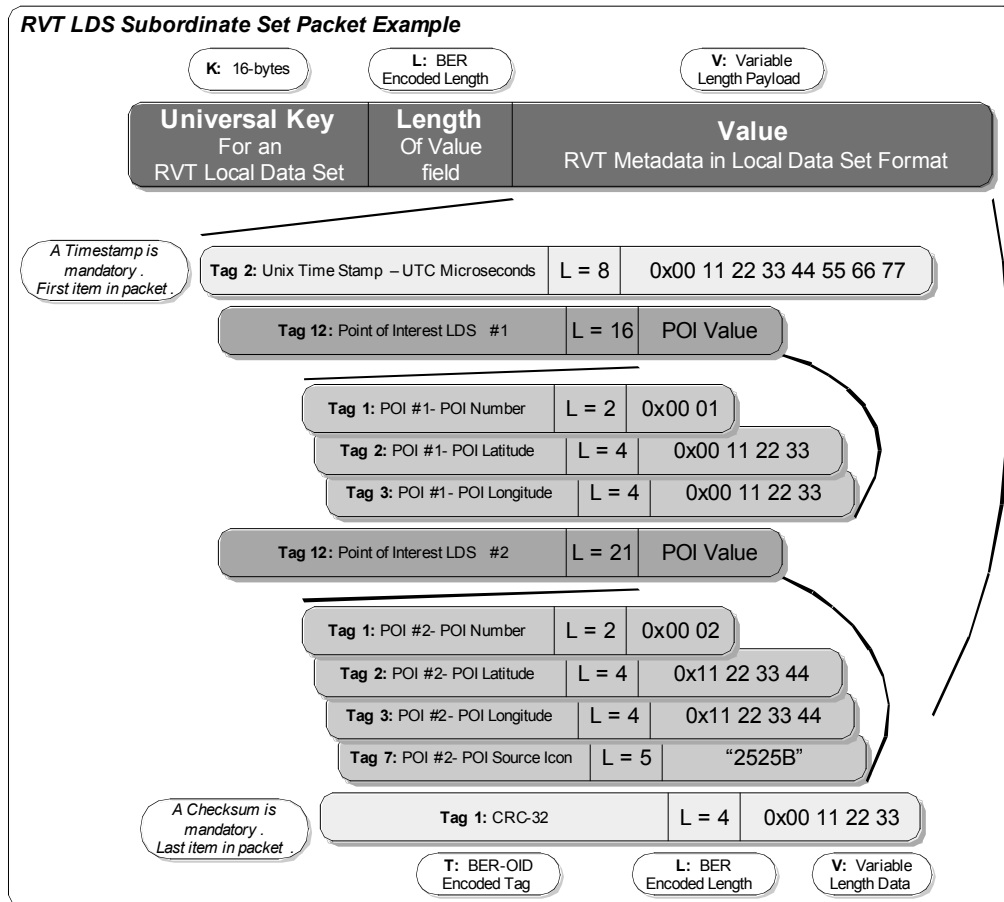 RVT LDS Subordinate Set Packet Example
K: 16-bytes
L: BER
Encoded Length
V: Variable
Length Payload
Universal Key
For an
RVT Local Data Set
Length
Of Value
field
Value
RVT Metadata in Local Data Set Format
A Timestamp is
mandatory .
First item in packet .
Tag 2: Unix Time Stamp – UTC Microseconds
L = 8
0x00 11 22 33 44 55 66 77
Tag 12: Point of Interest LDS #1
L = 16
POI Value
Tag 1: POI #1- POI Number
L = 2
0x00 01
Tag 2: POI #1- POI Latitude
L = 4
0x00 11 22 33
Tag 3: POI #1- POI Longitude
L = 4
0x00 11 22 33
Tag 12: Point of Interest LDS #2
L = 21
POI Value
Tag 1: POI #2- POI Number
L = 2
0x00 02
Tag 2: POI #2- POI Latitude
L = 4
0x11 22 33 44
Tag 3: POI #2- POI Longitude
L = 4
0x11 22 33 44
Tag 7: POI #2- POI Source Icon
L = 5
“2525B”
A Checksum is
mandatory .
Last item in packet .
Tag 1: CRC-32
L = 4
0x00 11 22 33
T: BER-OID
Encoded Tag
L: BER
Encoded Length
V: Variable
Length Data